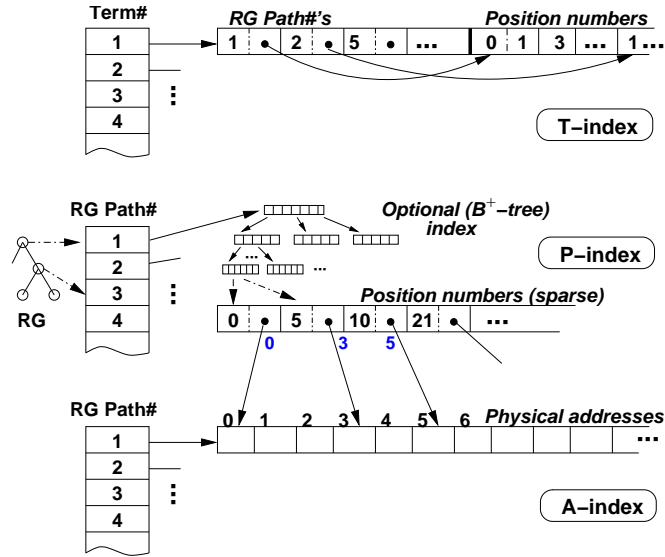 Term#
RG Path#'s
Position numbers
1
2
3
4
1 2 5 ... 0 1 3 ... 1 ...
T-index
RG Path#
1
2
3
4
RG
Optional (B+-tree)
index
...
...
P-index
Position numbers (sparse)
0 5 10 21 ...
0 3 5
RG Path#
1
2
3
4
0 1 2 3 4 5 6
Physical addresses
...
A-index